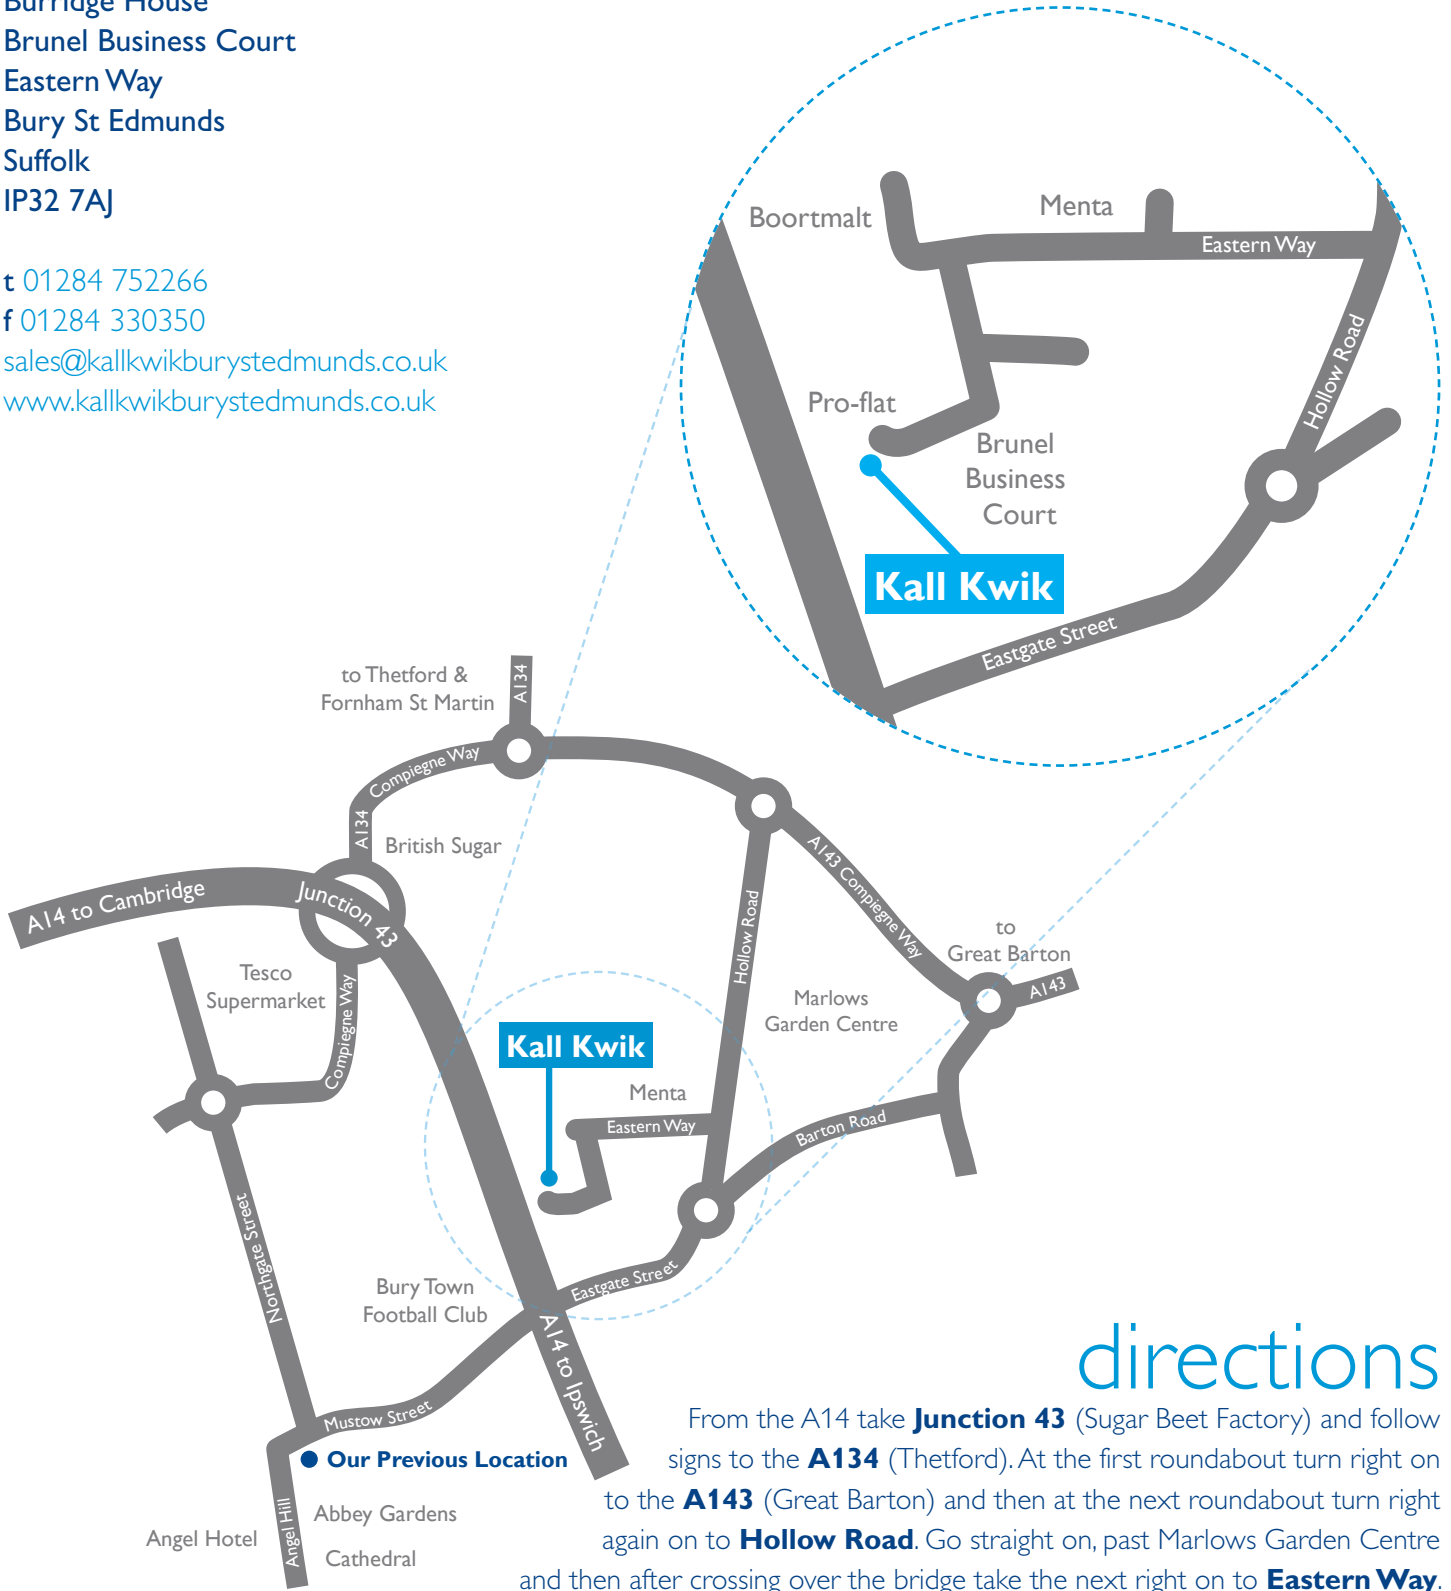 Burridge House
Brunel Business Court
Eastern Way
Bury St Edmunds
Suffolk
IP32 7AJ
t 01284 752266
f 01284 330350
sales@kallkwikburystedmunds.co.uk
www.kallkwikburystedmunds.co.uk
Boortmalt
Menta
Eastern Way
Hollow Road
Pro-flat
Brunel
Business
Court
Kall Kwik
Eastgate Street
to Thetford &
Fornham St Martin
A134
Compiegne Way
A134
British Sugar
A14 to Cambridge
Junction 43
A143 Compiegne Way
Hollow Road
to
Great Barton
A143
Tesco
Supermarket
Compiegne Way
Marlows
Garden Centre
Kall Kwik
Menta
Eastern Way
Barton Road
Northgate Street
Eastgate Street
Bury Town
Football Club
A14 to Ipswich
Mustow Street
Our Previous Location
Angel Hill
Abbey Gardens
Angel Hotel
Cathedral
directions
From the A14 take Junction 43 (Sugar Beet Factory) and follow
signs to the A134 (Thetford). At the first roundabout turn right on
to the A143 (Great Barton) and then at the next roundabout turn right
again on to Hollow Road. Go straight on, past Marlows Garden Centre
and then after crossing over the bridge take the next right on to Eastern Way.